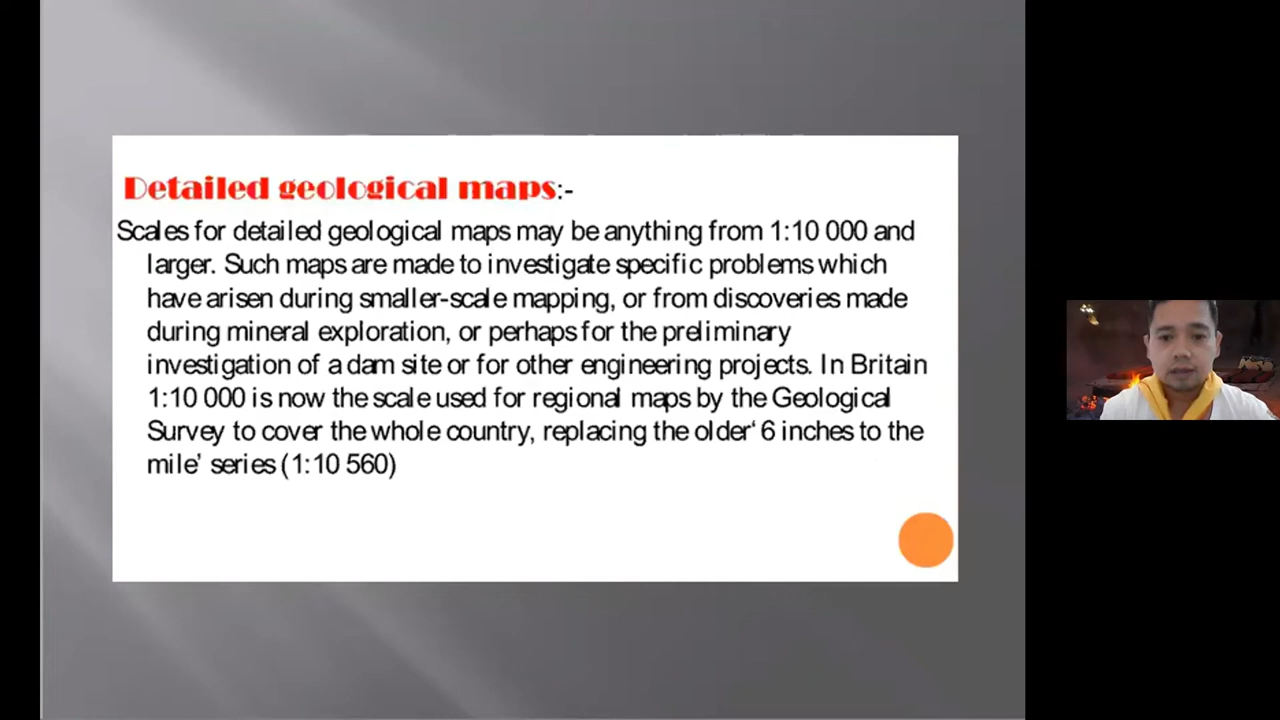 Detailed geological maps:-
Scales for detailed geological maps may be anything from 1:10 000 and
larger. Such maps are made to investigate specific problems which
have arisen during smaller-scale mapping, or from discoveries made
during mineral exploration, or perhaps for the preliminary
investigation of a dam site or for other engineering projects. In Britain
1:10 000 is now the scale used for regional maps by the Geological
Survey to cover the whole country, replacing the older‘ 6 inches to the
mile’ series (1:10 560)